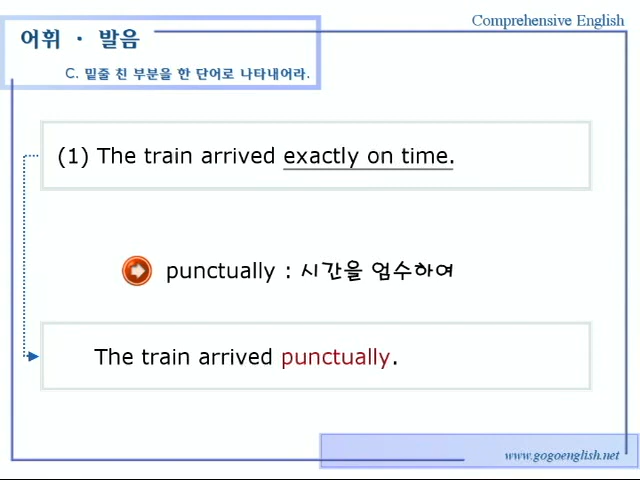 Comprehensive English
어휘 · 발음
C. 밑줄 친 부분을 한 단어로 나타내어라.
(1) The train arrived exactly on time.
punctually : 시간을 엄수하여
The train arrived punctually.
www.gogoenglish.net